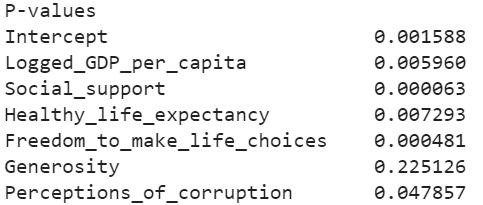 P-values
Intercept 0.001588
Logged_GDP_per_capita 0.005960
Social_support 0.000063
Healthy_life_expectancy 0.007293
Freedom_to_make_life_choices 0.000481
Generosity 0.225126
Perceptions_of_corruption 0.047857